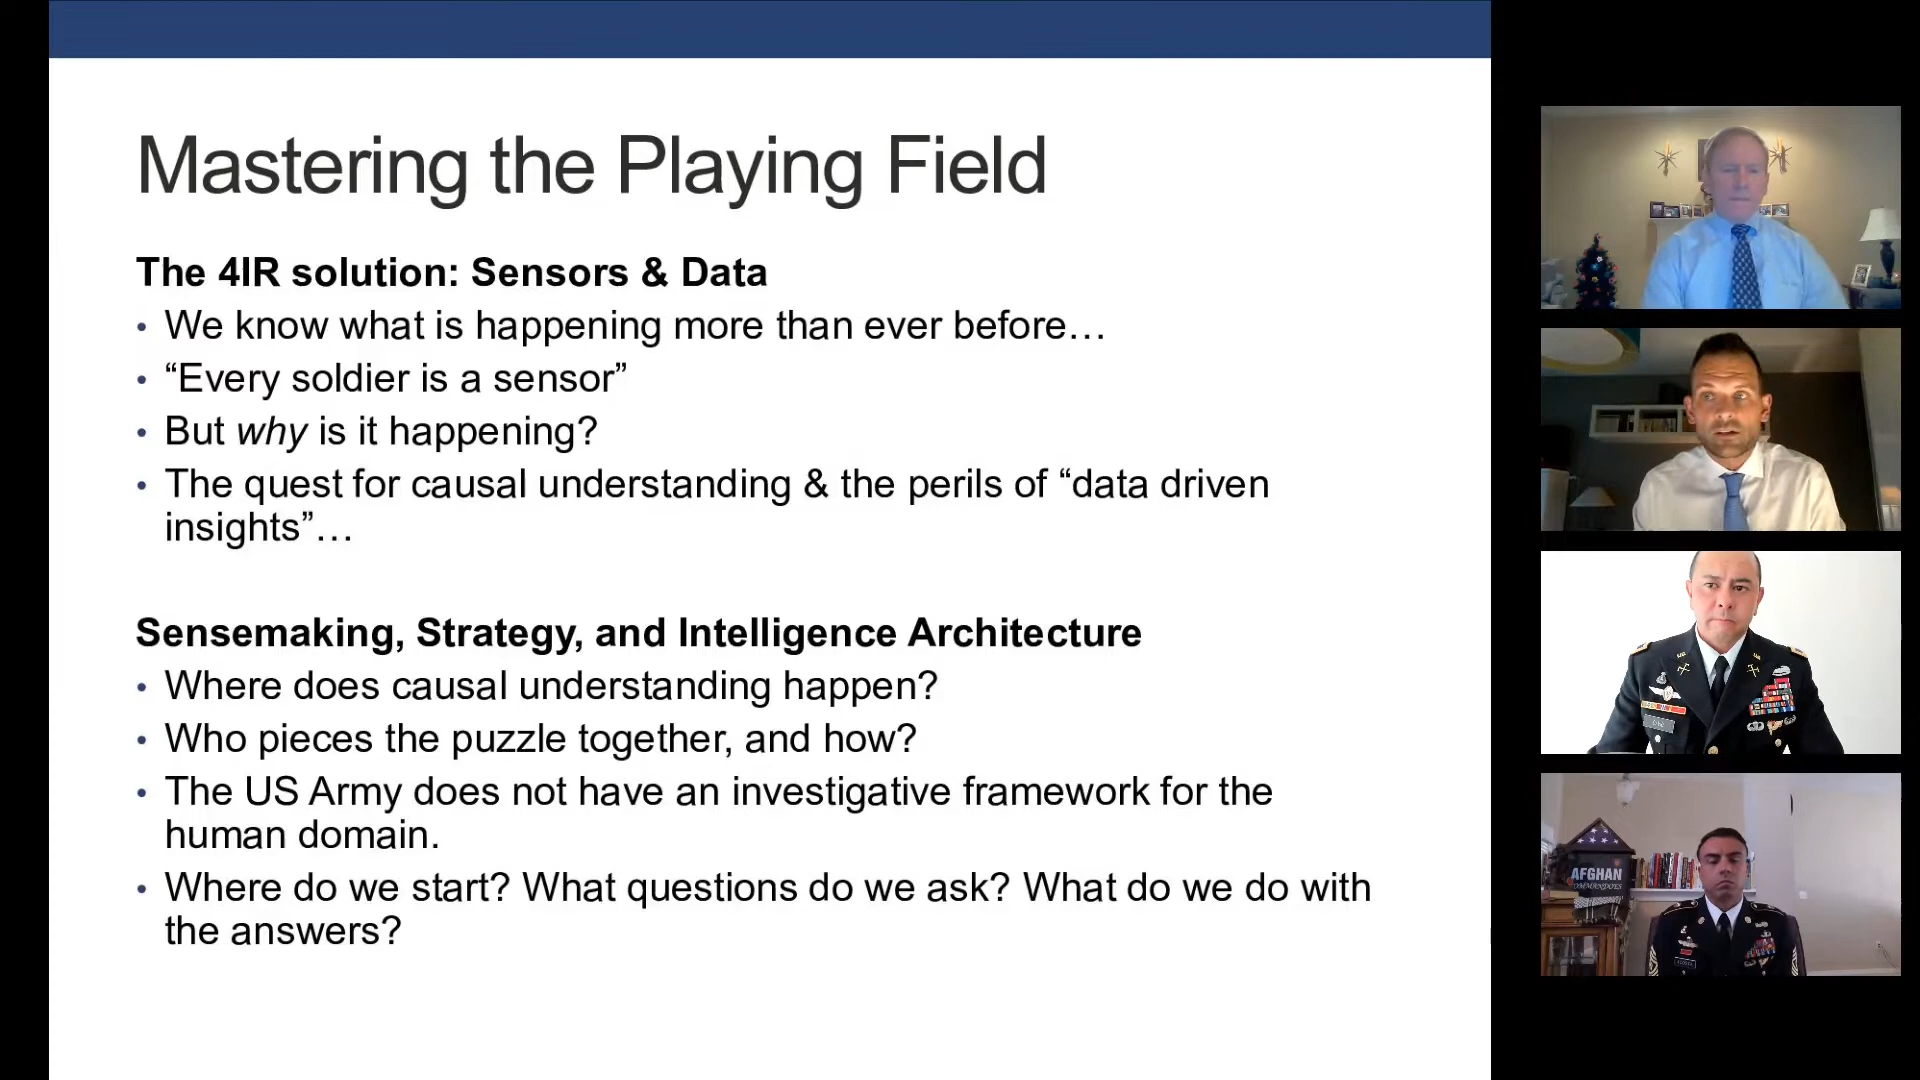 Mastering the Playing Field
The 4IR solution: Sensors & Data
• We know what is happening more than ever before…
• “Every soldier is a sensor”
• But why is it happening?
• The quest for causal understanding & the perils of “data driven
insights”…
Sensemaking, Strategy, and Intelligence Architecture
• Where does causal understanding happen?
• Who pieces the puzzle together, and how?
• The US Army does not have an investigative framework for the
human domain.
• Where do we start? What questions do we ask? What do we do with
the answers?
AFGHAN